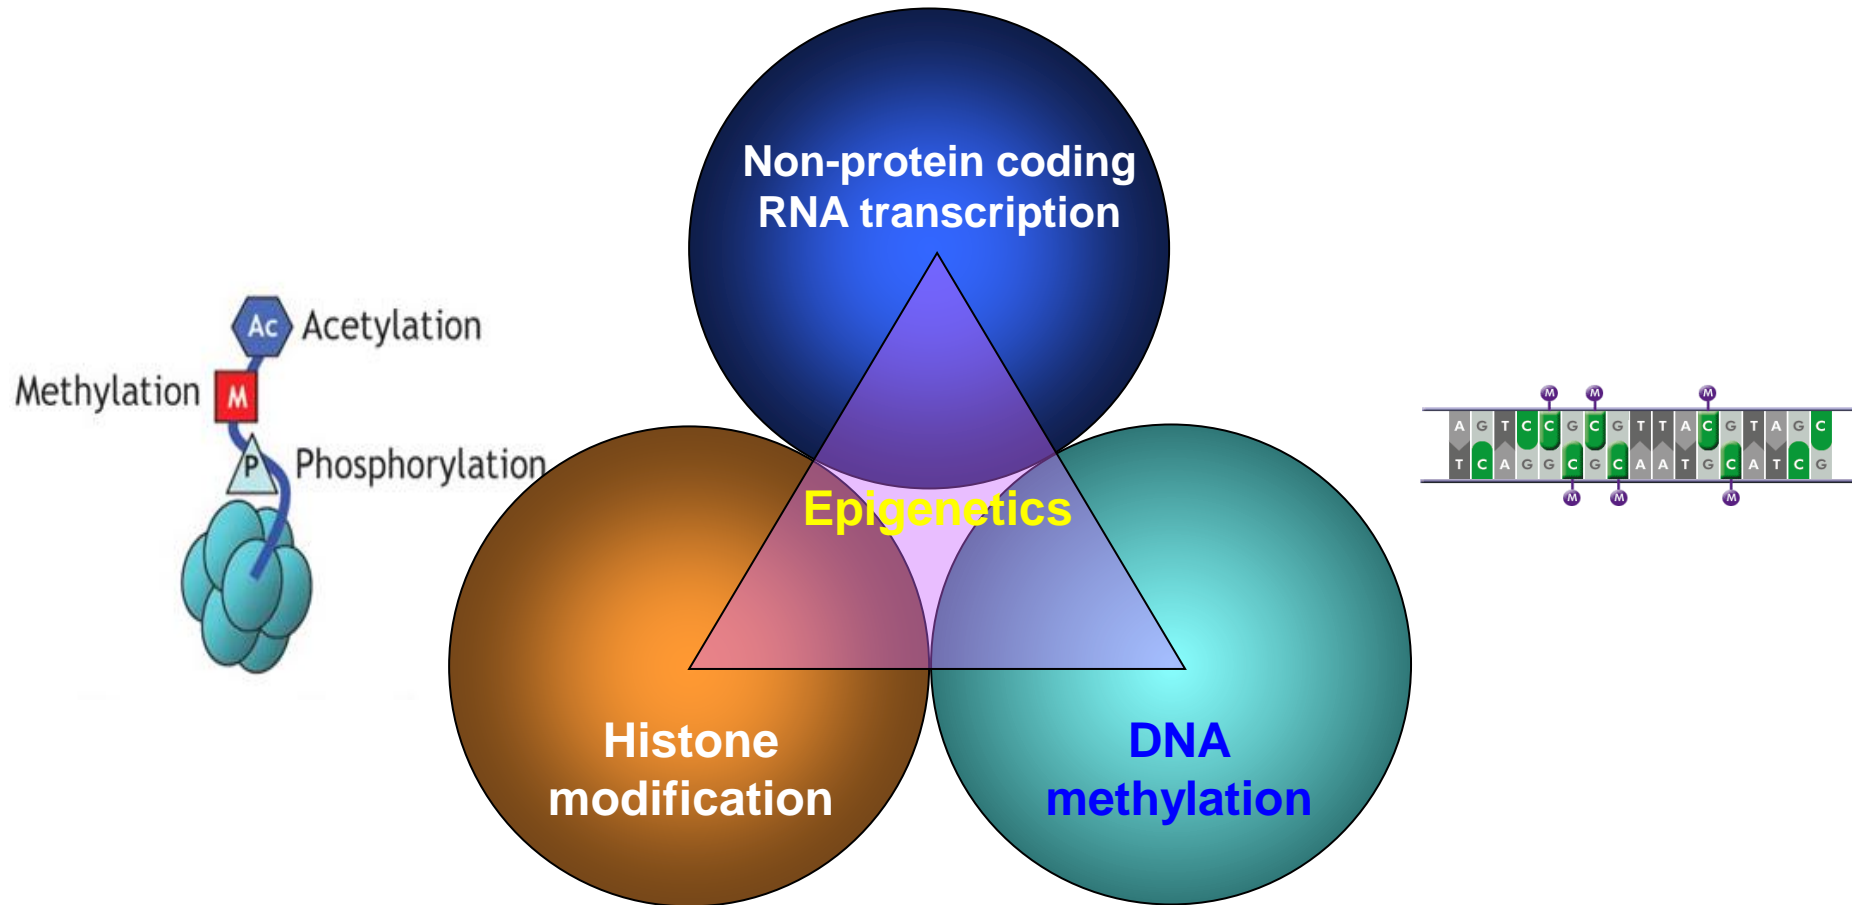 Non-protein coding
RNA transcription
Ac Acetylation
Methylation M
P Phosphorylation
Epigenetics
Histone
modification
DNA
methylation
M M M
A G T C C G C G T T A C G T A G C
T C A G G C G C A A T G C A T C G
M M M